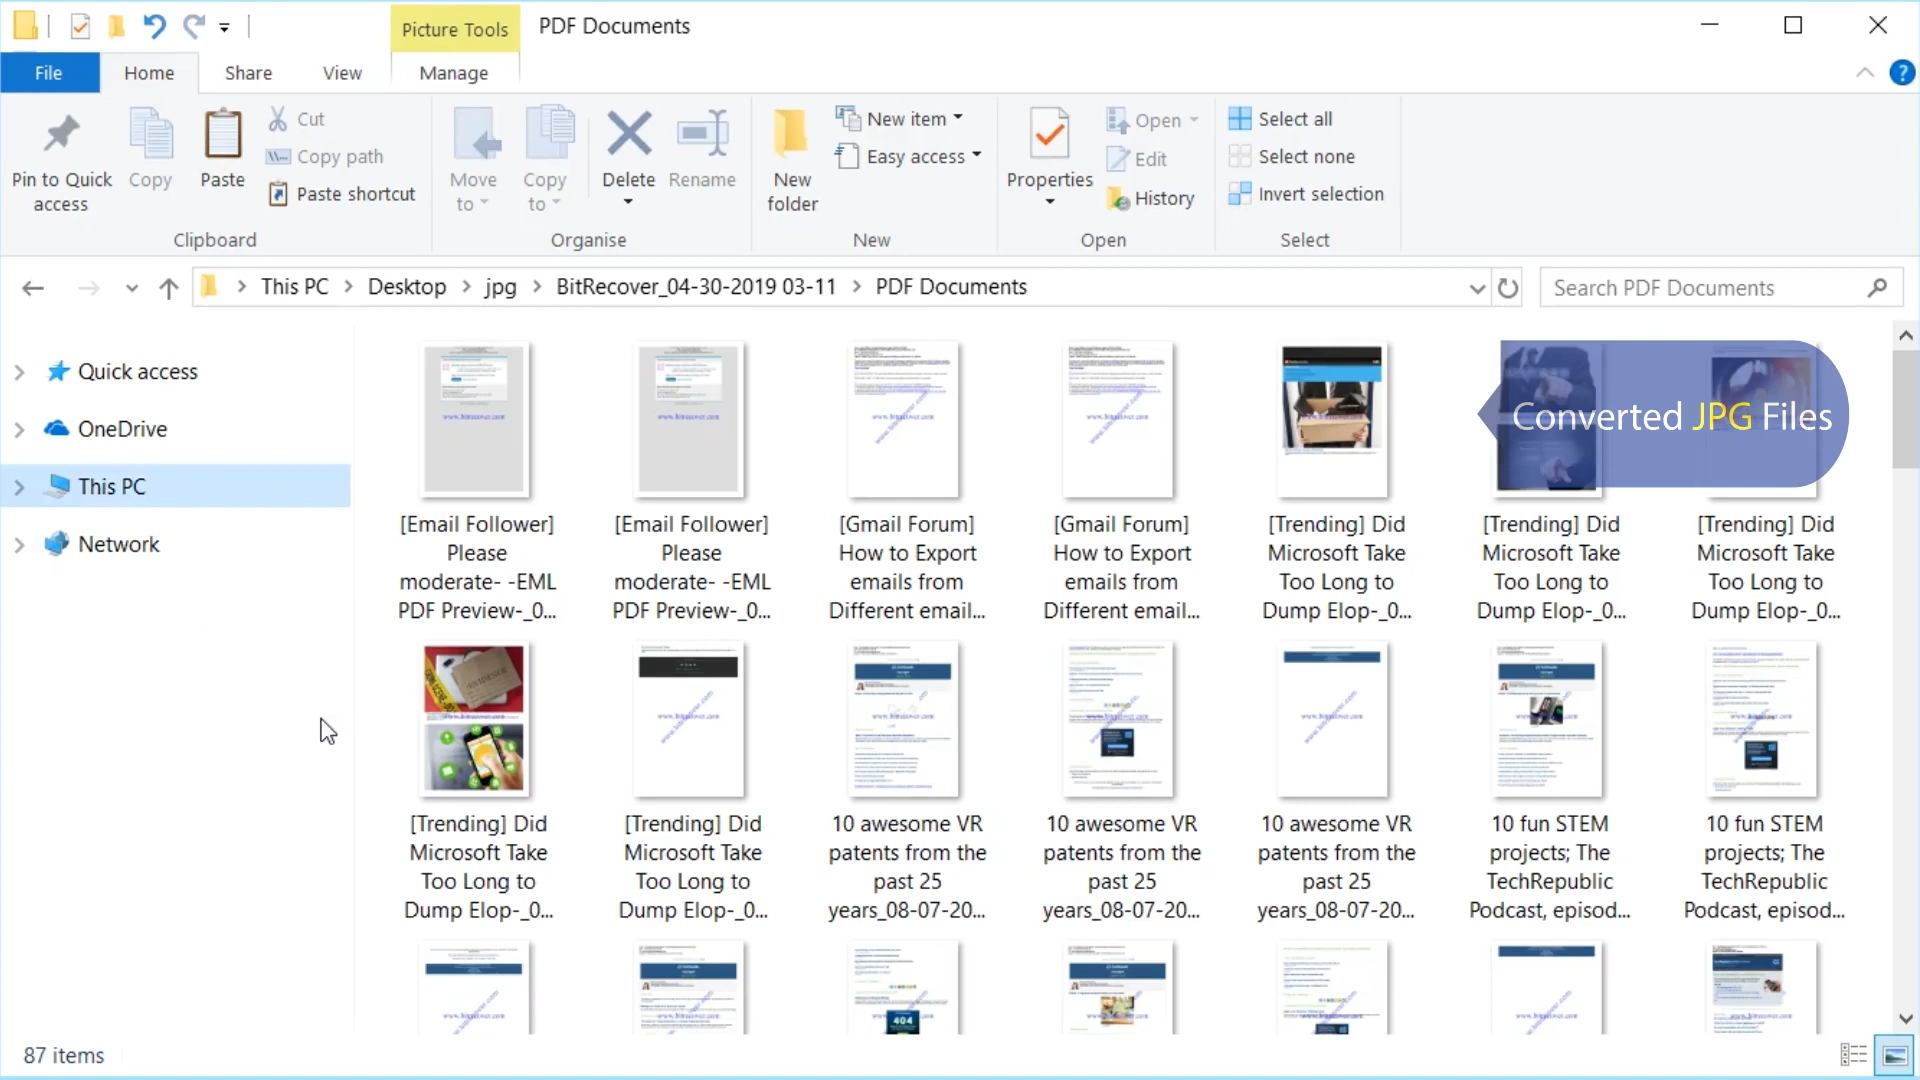 Picture Tools
PDF Documents
File
Home
Share
View
Manage
Pin to Quick
access
Copy
Paste
Cut
Copy path
Paste shortcut
Clipboard
Move
to
Copy
to
Delete
Rename
Organise
New
folder
New item
Easy access
New
Properties
Open
Edit
History
Open
Select all
Select none
Invert selection
Select
This PC
Desktop
jpg
BitRecover_04-30-2019 03-11
PDF Documents
Search PDF Documents
Quick access
OneDrive
This PC
Network
Converted JPG Files
[Email Follower]
Please
moderate- -EML
PDF Preview-_0...
[Email Follower]
Please
moderate- -EML
PDF Preview-_0...
[Gmail Forum]
How to Export
emails from
Different email...
[Gmail Forum]
How to Export
emails from
Different email...
[Trending] Did
Microsoft Take
Too Long to
Dump Elop-_0...
[Trending] Did
Microsoft Take
Too Long to
Dump Elop-_0...
[Trending] Did
Microsoft Take
Too Long to
Dump Elop-_0...
[Trending] Did
Microsoft Take
Too Long to
Dump Elop-_0...
[Trending] Did
Microsoft Take
Too Long to
Dump Elop-_0...
10 awesome VR
patents from the
past 25
years_08-07-20...
10 awesome VR
patents from the
past 25
years_08-07-20...
10 awesome VR
patents from the
past 25
years_08-07-20...
10 fun STEM
projects; The
TechRepublic
Podcast, episod...
10 fun STEM
projects; The
TechRepublic
Podcast, episod...
404
87 items